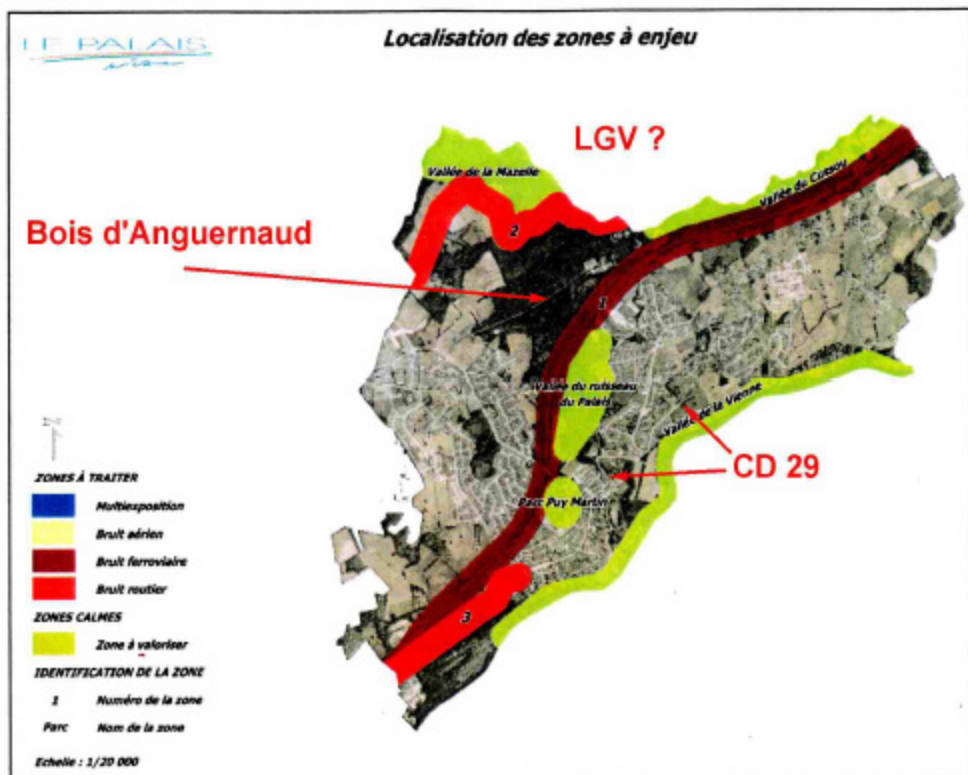 LE PALAIS
Localisation des zones à enjeu
LGV ?
Vallée de la Mazelle
Vallée du Cussou
Bois d'Anguernaud
2
1
Vallée du ruisseau
du Palais
Vallée de la Vienne
CD 29
Parc Puy Martin
3
ZONES À TRAITER
Multiexposition
Bruit aérien
Bruit ferroviaire
Bruit routier
ZONES CALMES
Zone à valoriser
IDENTIFICATION DE LA ZONE
1 Numéro de la zone
Parc Nom de la zone
Echelle : 1/20 000